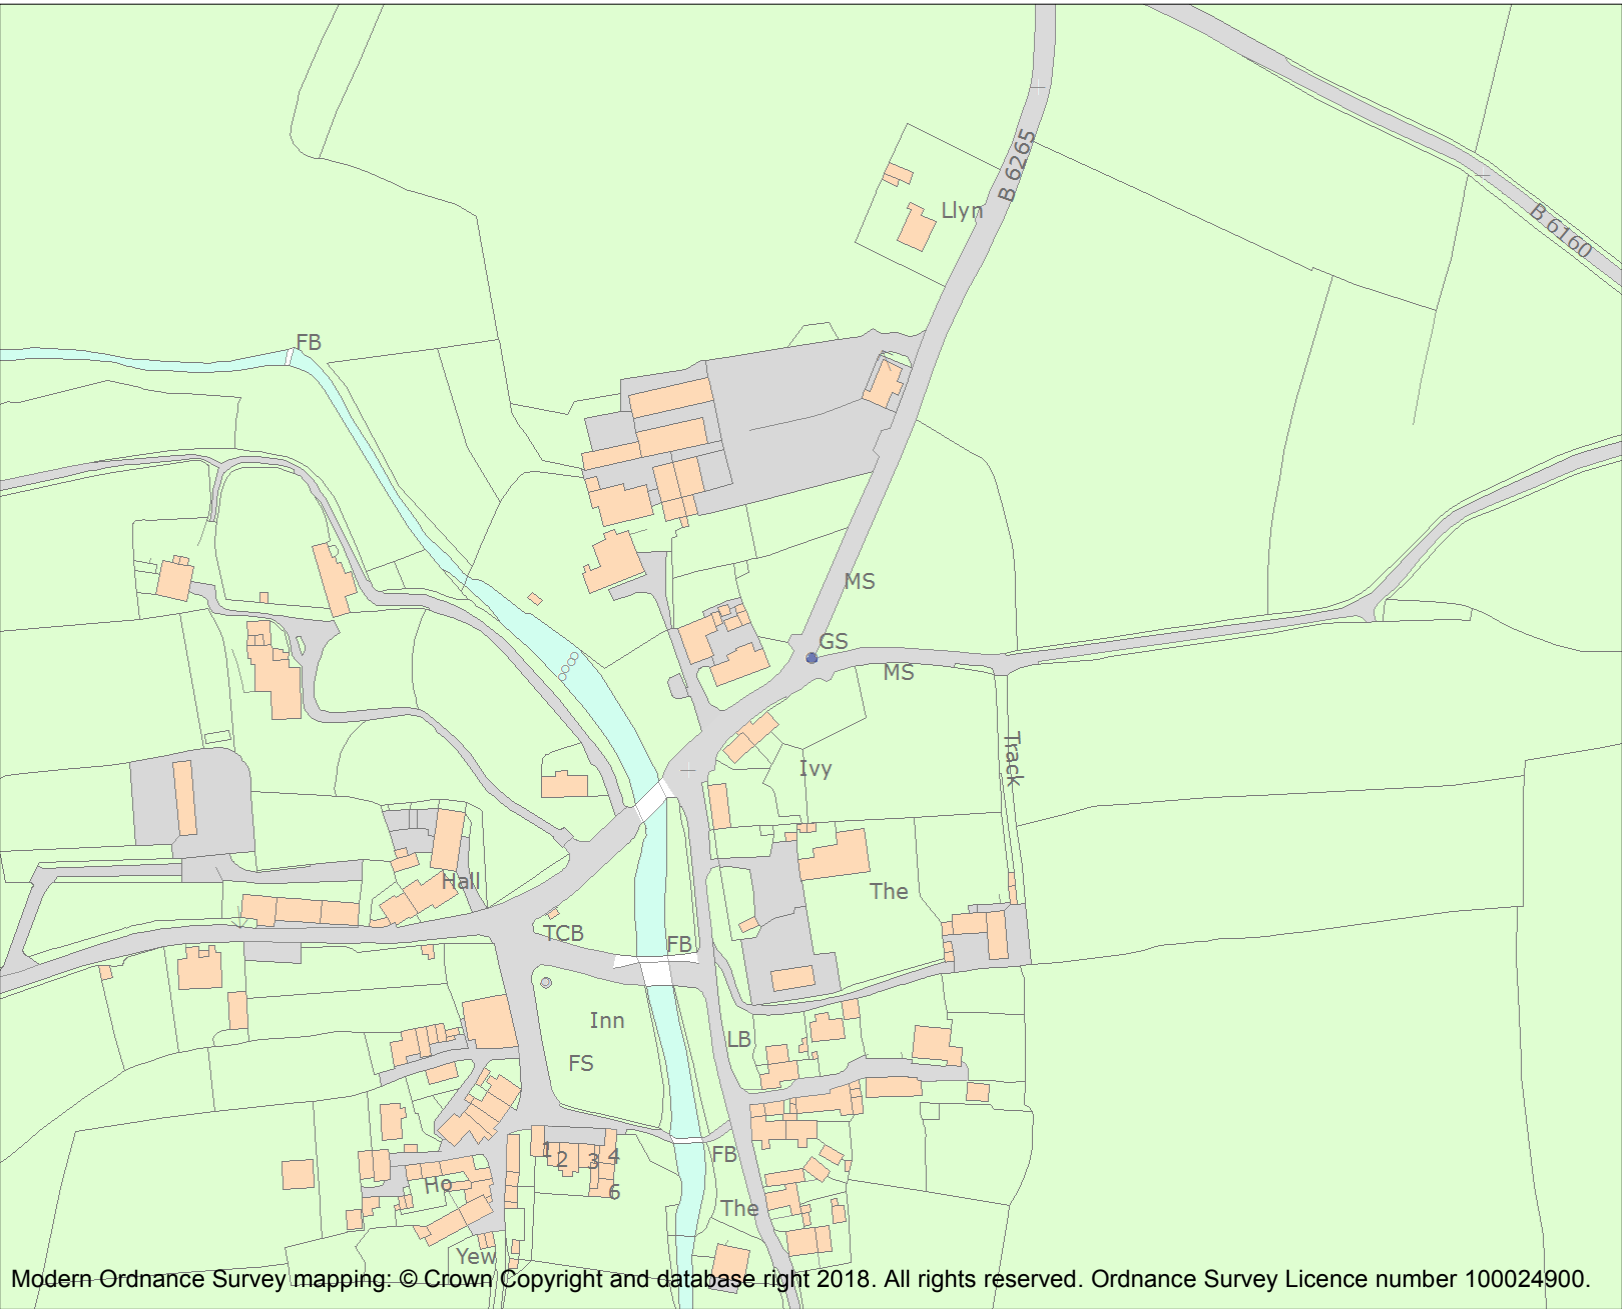 B 6265
Llyn
B 6160
FB
MS
GS
MS
Track
Ivy
Hall
The
TCB
FB
Inn
LB
FS
1
2
3
4
FB
Ho
6
The
Yew
Modern Ordnance Survey mapping: © Crown Copyright and database right 2018. All rights reserved. Ordnance Survey Licence number 100024900.